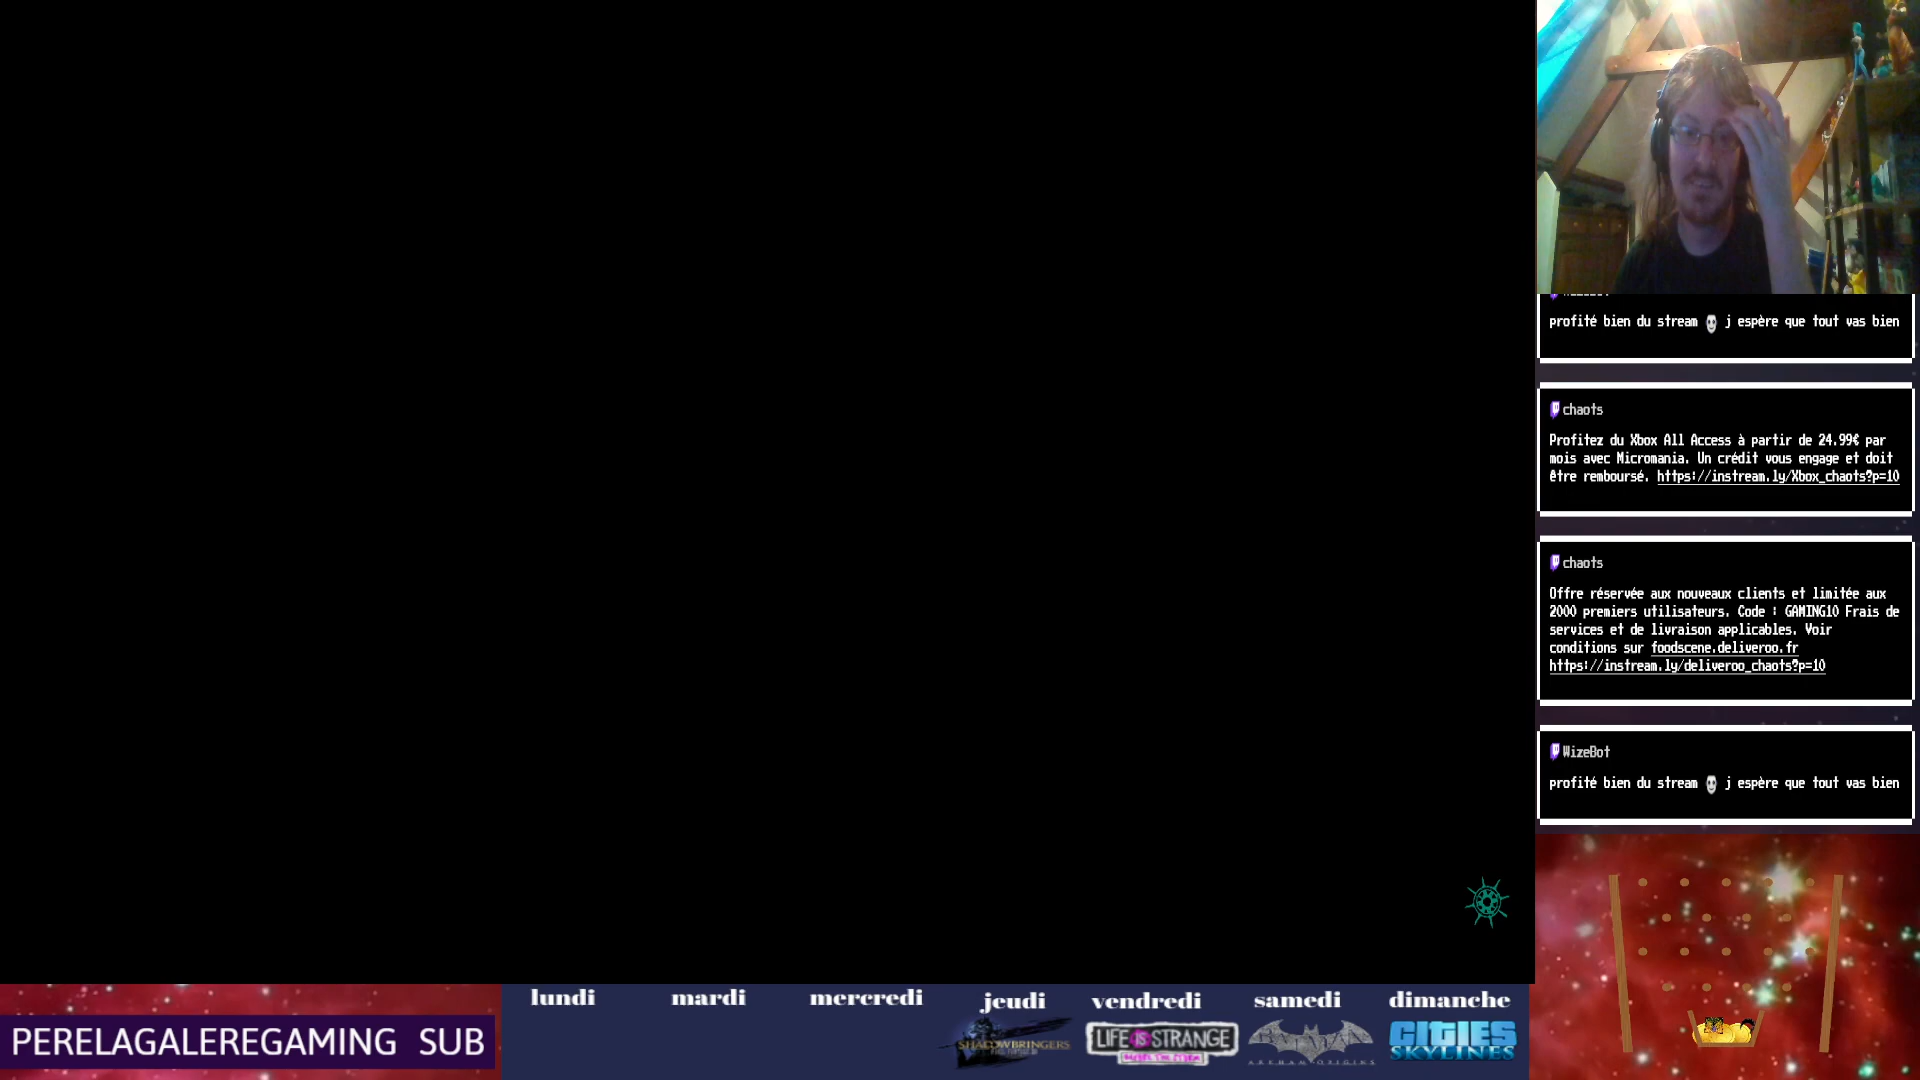 profité bien du stream j espère que tout vas bien
chaots
Profitez du Xbox All Access à partir de 24.99€ par
mois avec Micromania. Un crédit vous engage et doit
être remboursé. https://instream.ly/Xbox_chaots?p=10
chaots
Offre réservée aux nouveaux clients et limitée aux
2000 premiers utilisateurs. Code : GAMING10 Frais de
services et de livraison applicables. Voir
conditions sur foodscene.deliveroo.fr
https://instream.ly/deliveroo_chaots?p=10
WizeBot
profité bien du stream j espère que tout vas bien
lundi mardi mercredi jeudi vendredi samedi dimanche
SHADOWBRINGERS
LIFE IS STRANGE
ARKHAM ORIGINS
CITIES
SKYLINES
PERELAGALEREGAMING SUB